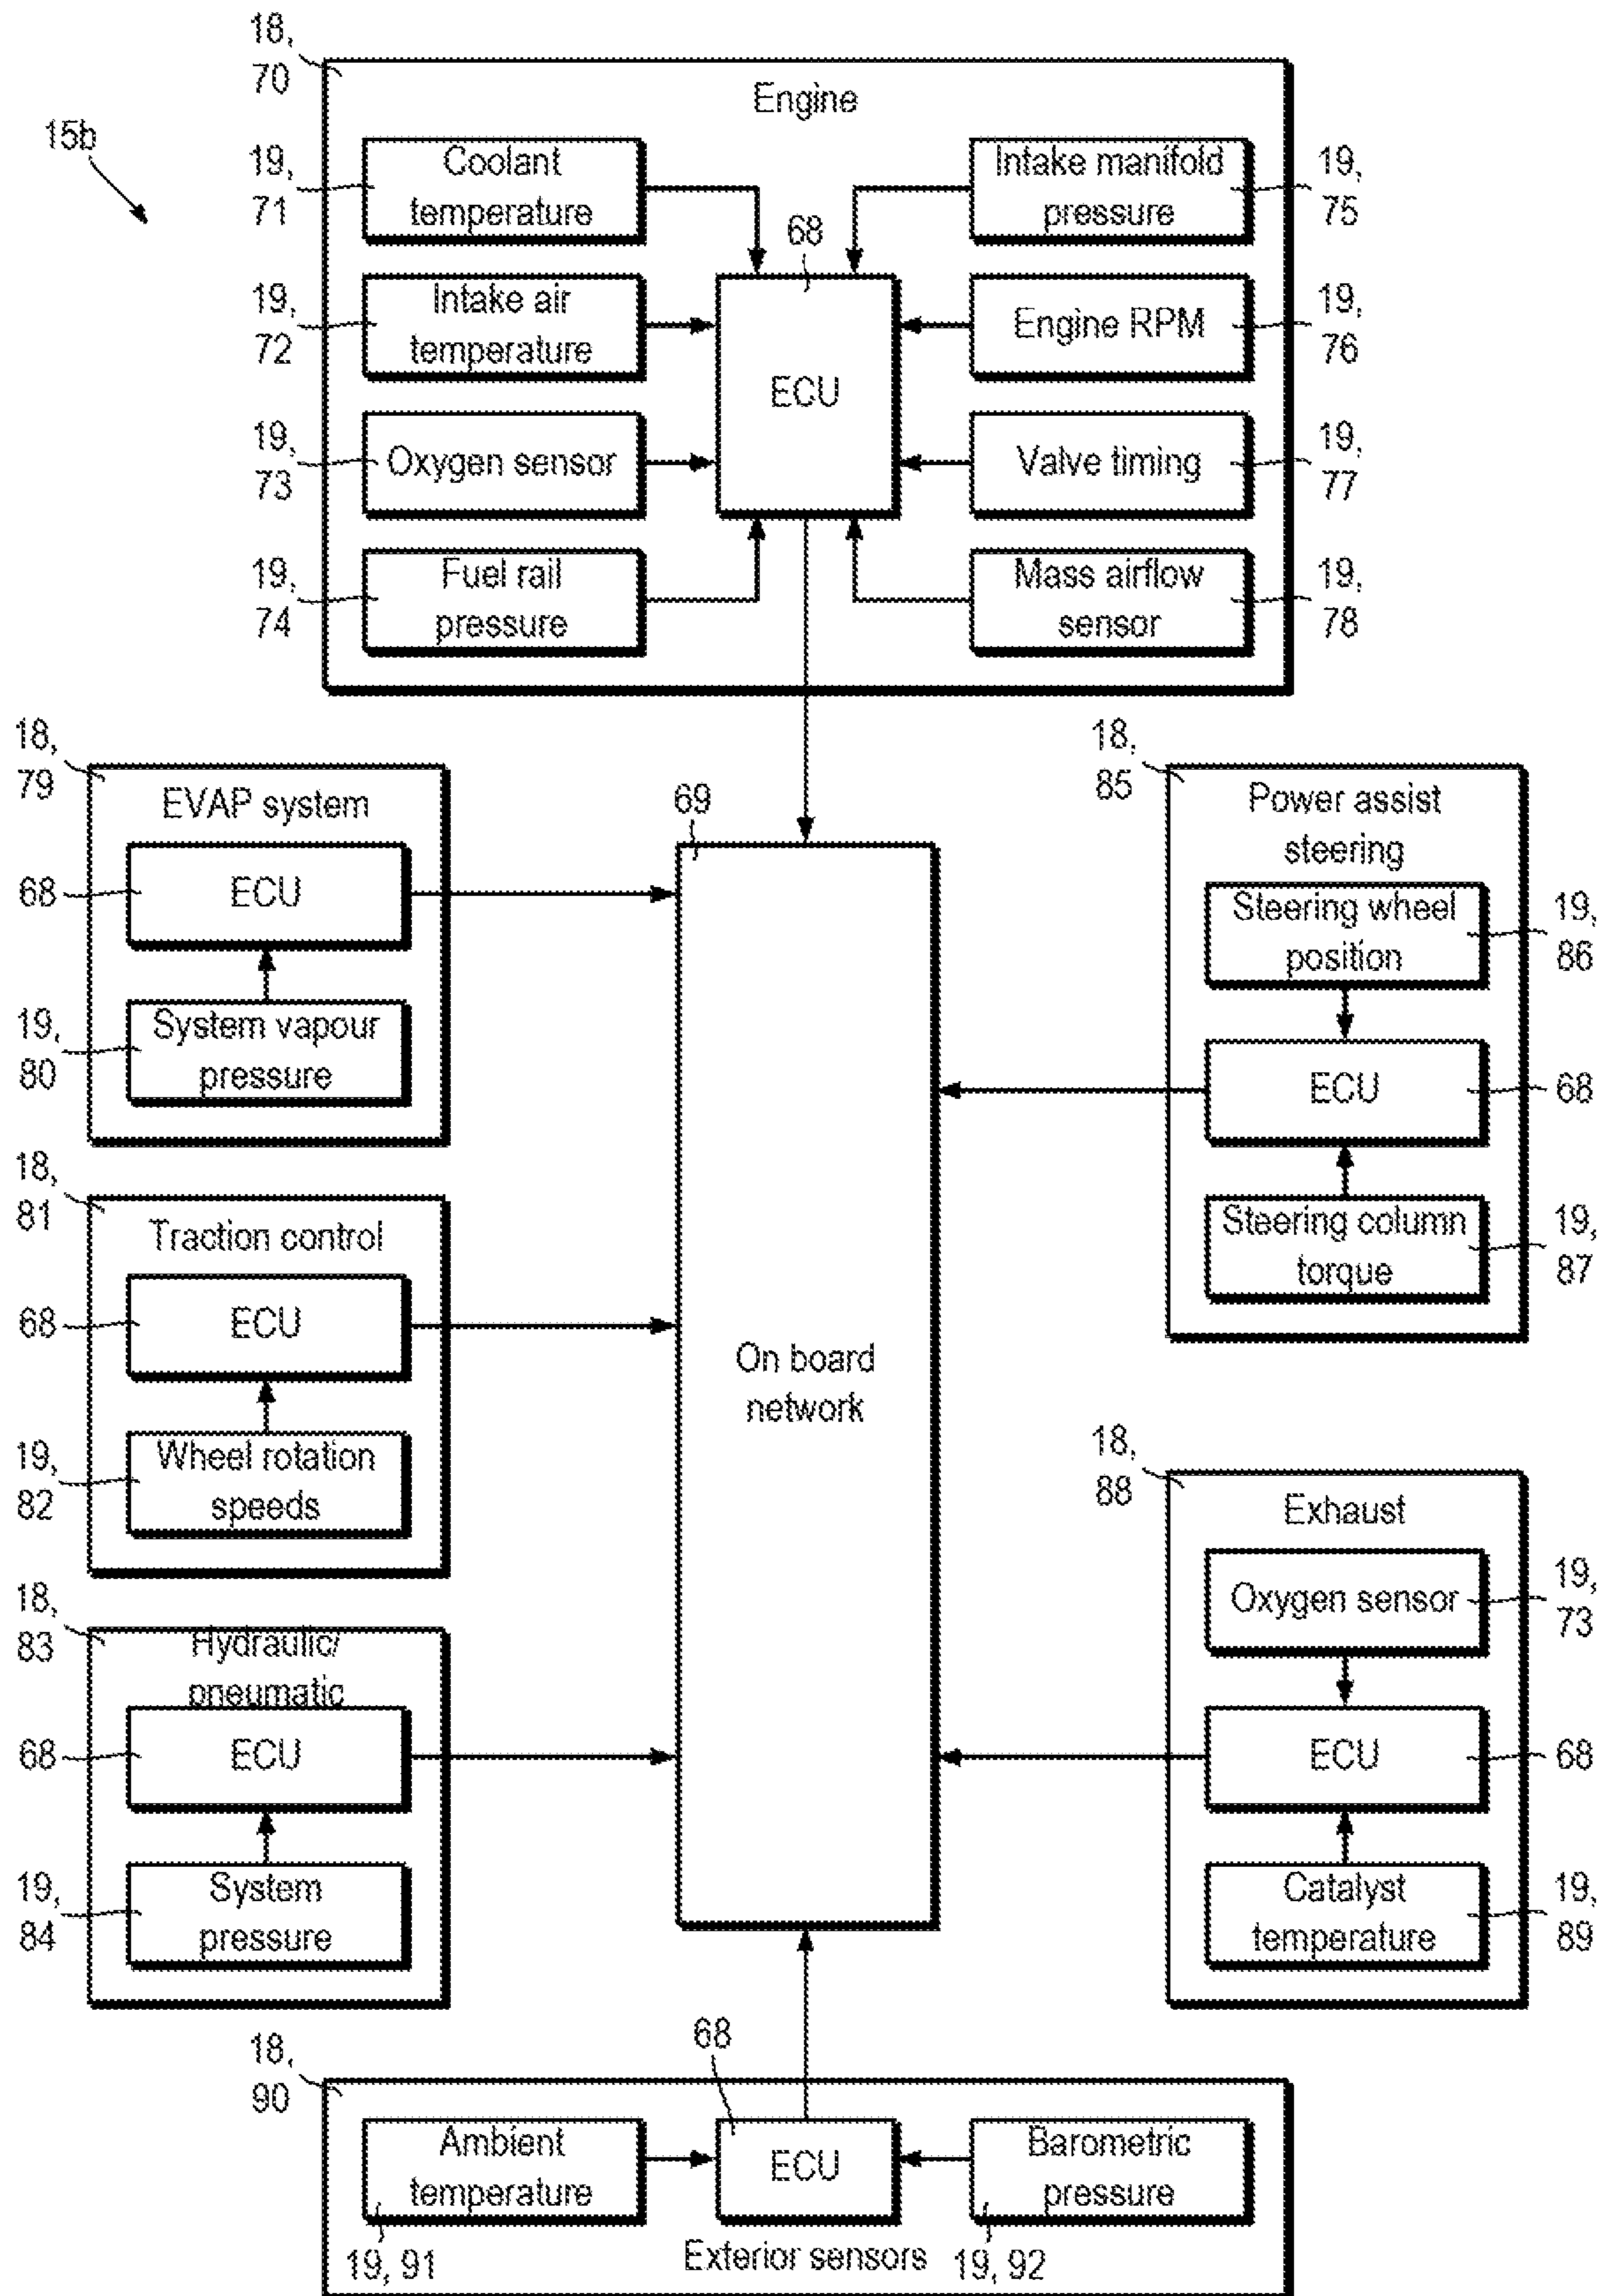 18,
70
Engine
15b
19,
71
Coolant
temperature
Intake manifold
pressure
19,
75
68
19,
72
Intake air
temperature
ECU
Engine RPM
19,
76
19,
73
Oxygen sensor
Valve timing
19,
77
19,
74
Fuel rail
pressure
Mass airflow
sensor
19,
78
18,
79
EVAP system
68
ECU
19,
80
System vapour
pressure
18,
81
Traction control
68
ECU
19,
82
Wheel rotation
speeds
18,
83
Hydraulic/
pneumatic
68
ECU
19,
84
System
pressure
69
On board
network
18,
85
Power assist
steering
Steering wheel
position
19,
86
ECU
68
Steering column
torque
19,
87
18,
88
Exhaust
Oxygen sensor
19,
73
ECU
68
Catalyst
temperature
19,
89
18,
90
68
Ambient
temperature
ECU
Barometric
pressure
19, 91
Exterior sensors
19, 92